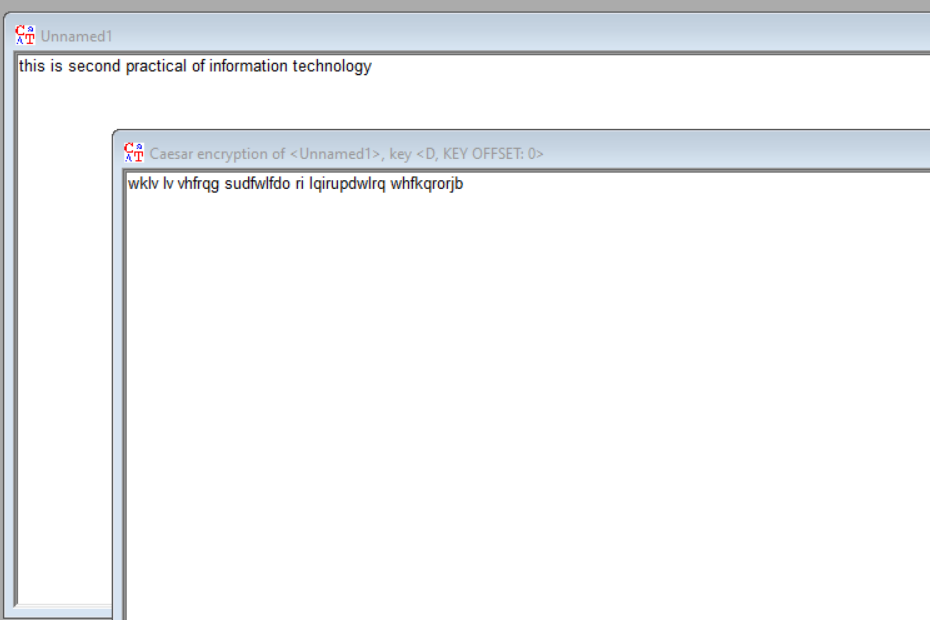 Unnamed1
this is second practical of information technology
Caesar encryption of <Unnamed1>, key <D, KEY OFFSET: 0>
wklv lv vhfrqg sudfwlfdo ri lqirupdwlrq whfkqrorjb